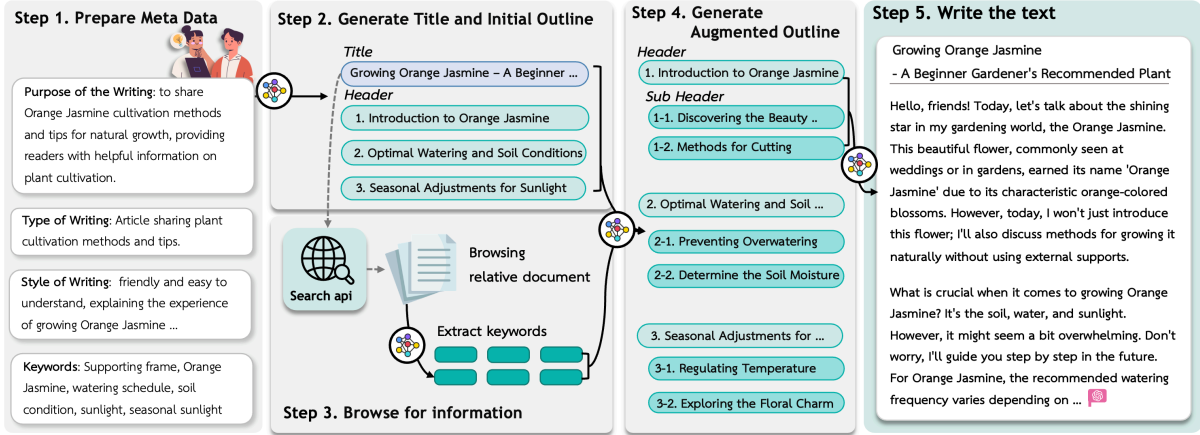 Step 1. Prepare Meta Data
Purpose of the Writing: to share
Orange Jasmine cultivation methods
and tips for natural growth, providing
readers with helpful information on
plant cultivation.
Type of Writing: Article sharing plant
cultivation methods and tips.
Style of Writing: friendly and easy to
understand, explaining the experience
of growing Orange Jasmine ...
Keywords: Supporting frame, Orange
Jasmine, watering schedule, soil
condition, sunlight, seasonal sunlight
Step 2. Generate Title and Initial Outline
Title
Growing Orange Jasmine – A Beginner ...
Header
1. Introduction to Orange Jasmine
2. Optimal Watering and Soil Conditions
3. Seasonal Adjustments for Sunlight
Search api
Browsing
relative document
Extract keywords
Step 3. Browse for information
Step 4. Generate
Augmented Outline
Header
1. Introduction to Orange Jasmine
Sub Header
1-1. Discovering the Beauty ..
1-2. Methods for Cutting
2. Optimal Watering and Soil ...
2-1. Preventing Overwatering
2-2. Determine the Soil Moisture
3. Seasonal Adjustments for ...
3-1. Regulating Temperature
3-2. Exploring the Floral Charm
Step 5. Write the text
Growing Orange Jasmine
- A Beginner Gardener's Recommended Plant
Hello, friends! Today, let's talk about the shining
star in my gardening world, the Orange Jasmine.
This beautiful flower, commonly seen at
weddings or in gardens, earned its name 'Orange
Jasmine' due to its characteristic orange-colored
blossoms. However, today, I won't just introduce
this flower; I'll also discuss methods for growing it
naturally without using external supports.
What is crucial when it comes to growing Orange
Jasmine? It's the soil, water, and sunlight.
However, it might seem a bit overwhelming. Don't
worry, I'll guide you step by step in the future.
For Orange Jasmine, the recommended watering
frequency varies depending on ...